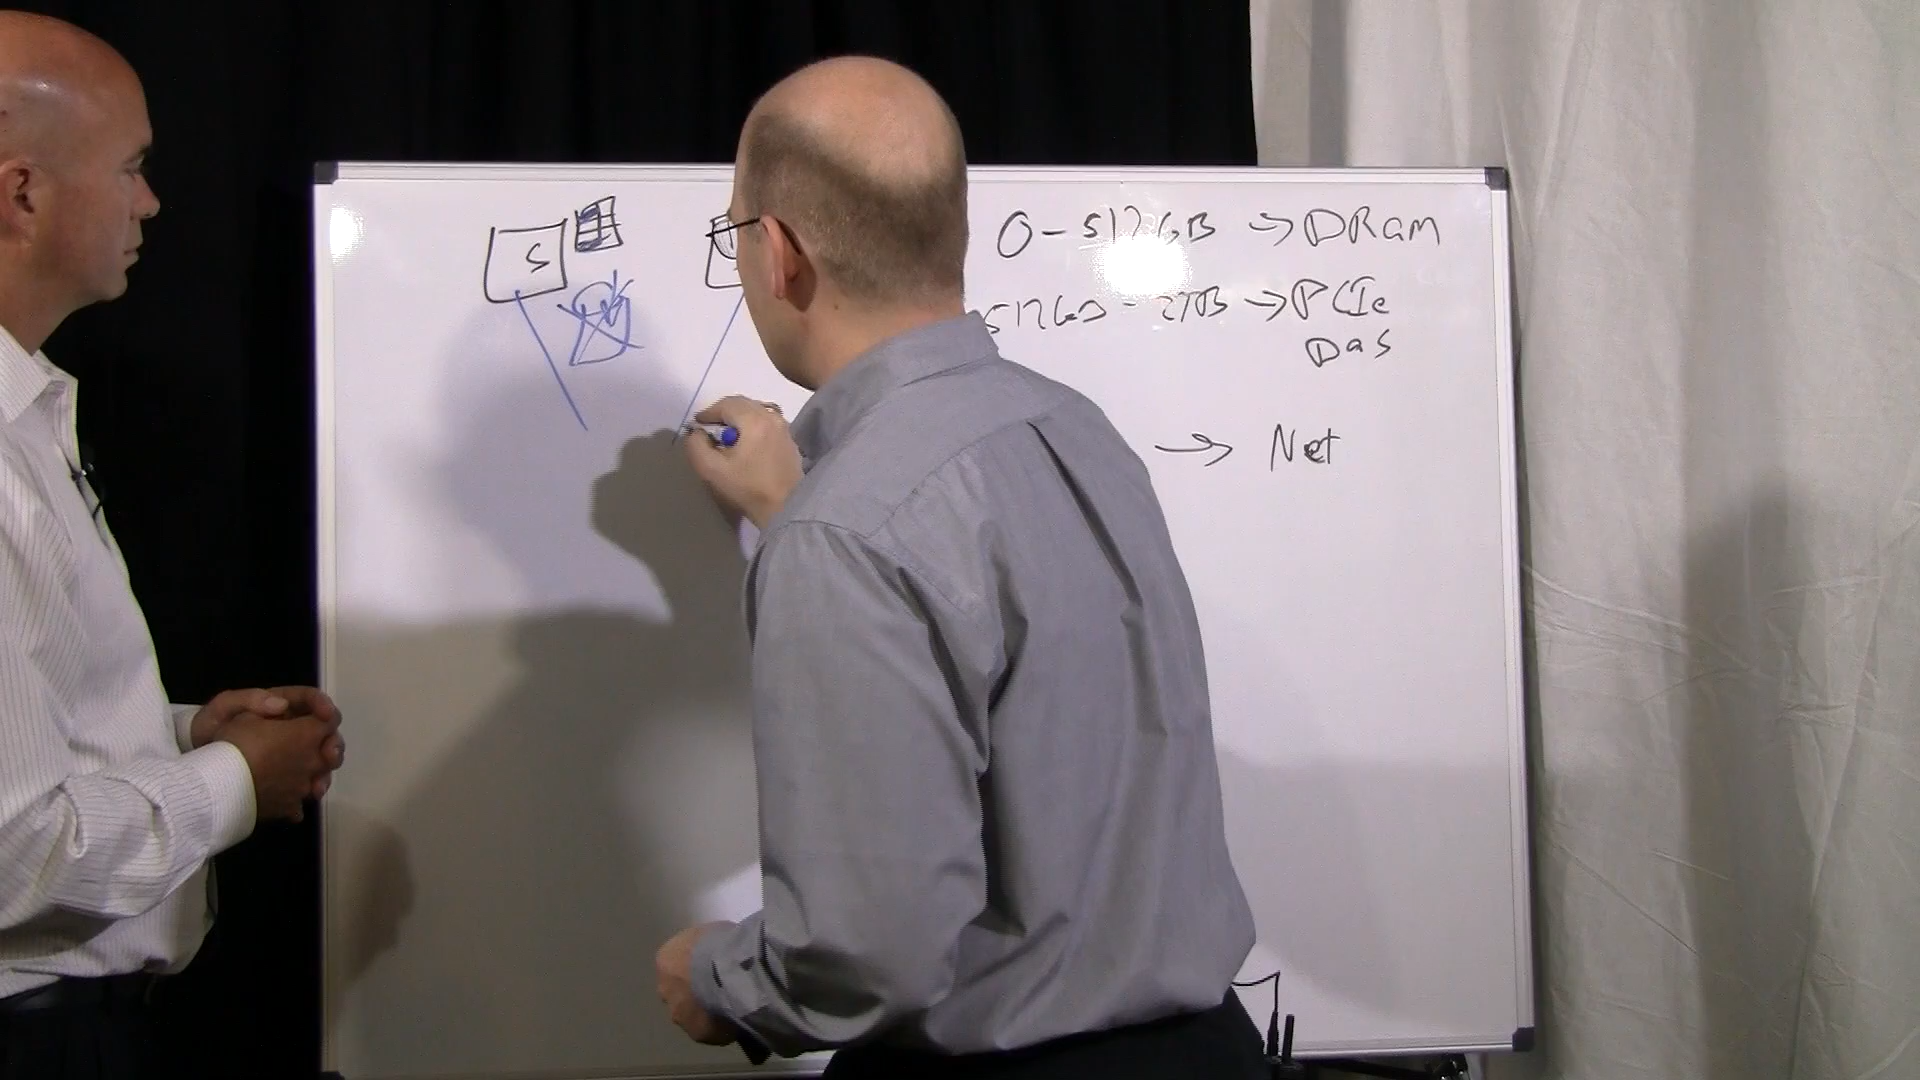 S
0 - 512GB → DRam
512GB - 2TB → PCIe
Das
→ Net